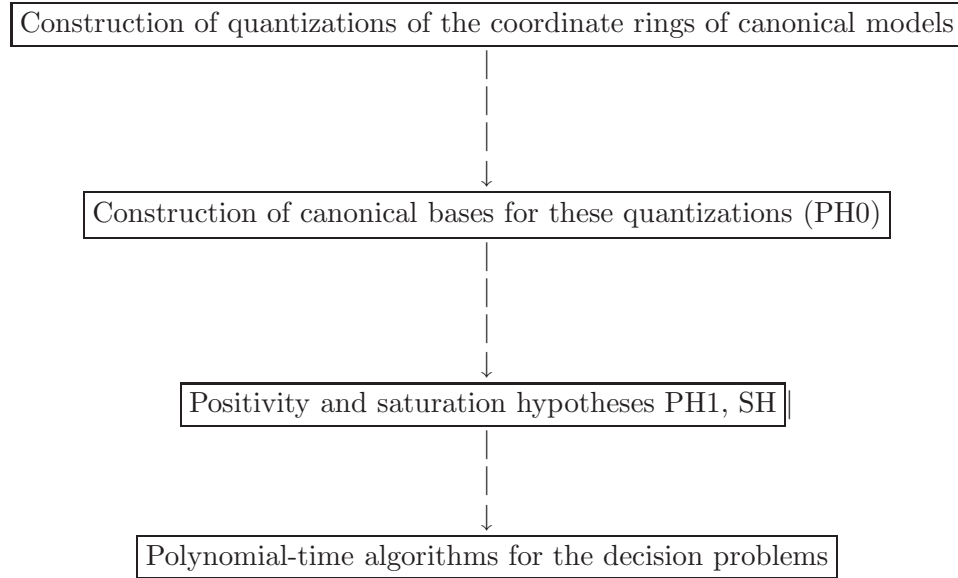 Construction of quantizations of the coordinate rings of canonical models
Construction of canonical bases for these quantizations (PH0)
Positivity and saturation hypotheses PH1, SH|
Polynomial-time algorithms for the decision problems